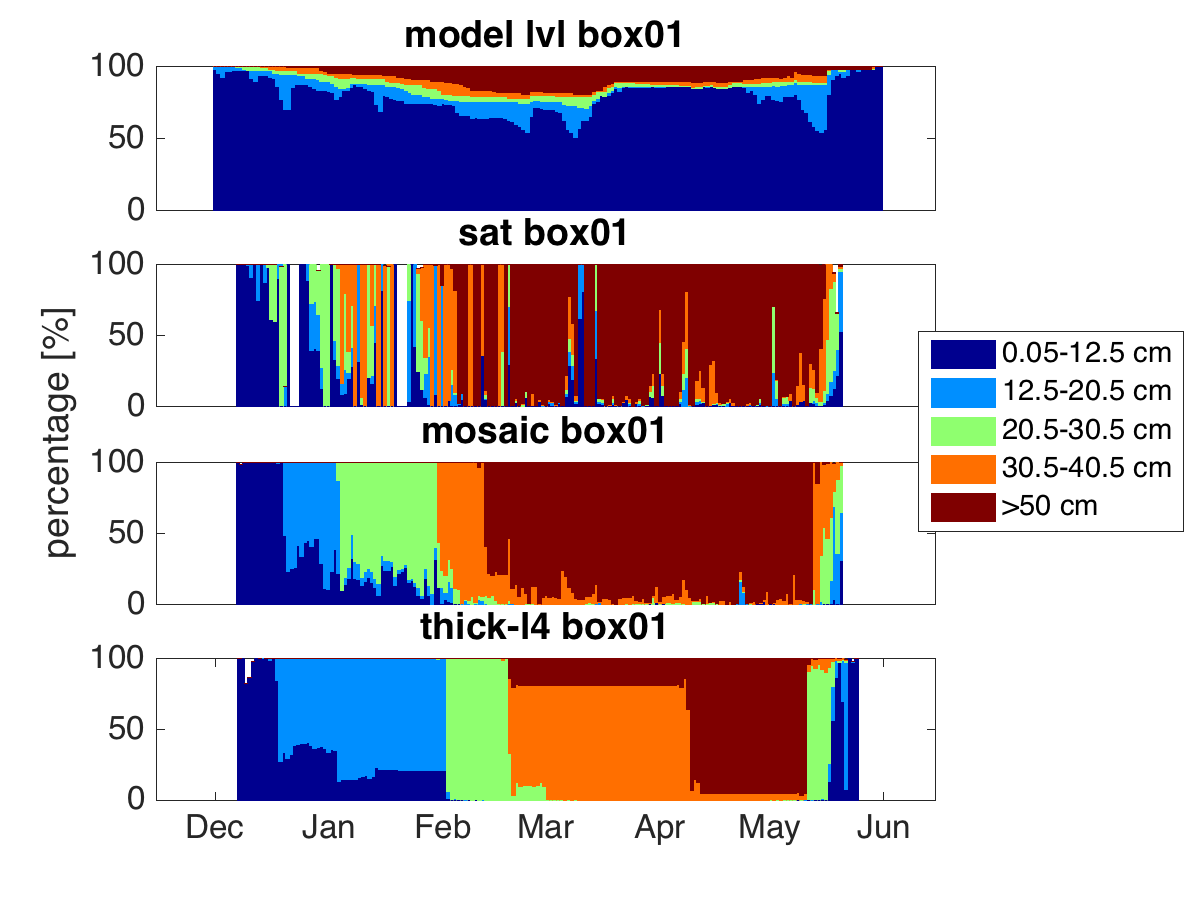 model lvl box01
100
50
0
sat box01
100
50
0
mosaic box01
100
50
0
thick-l4 box01
100
50
0
Dec Jan Feb Mar Apr May Jun
percentage [%]
0.05-12.5 cm
12.5-20.5 cm
20.5-30.5 cm
30.5-40.5 cm
>50 cm